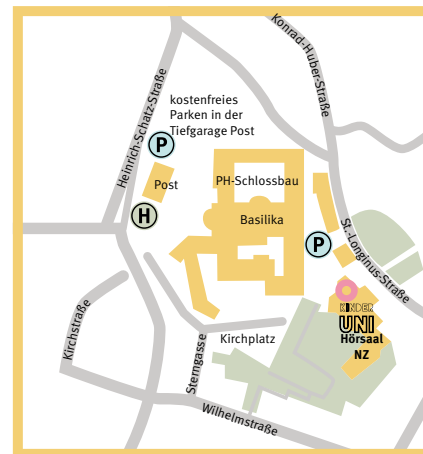 Konrad-Huber-Straße
Heinrich-Schatz-Straße
kostenfreies
Parken in der
Tiefgarage Post
P
Post
PH-Schlossbau
H
Basilika
P
St.-Longinus-Straße
KINDER
UNI
Hörsaal
NZ
Kirchstraße
Kirchplatz
Sterngasse
Wilhelmstraße